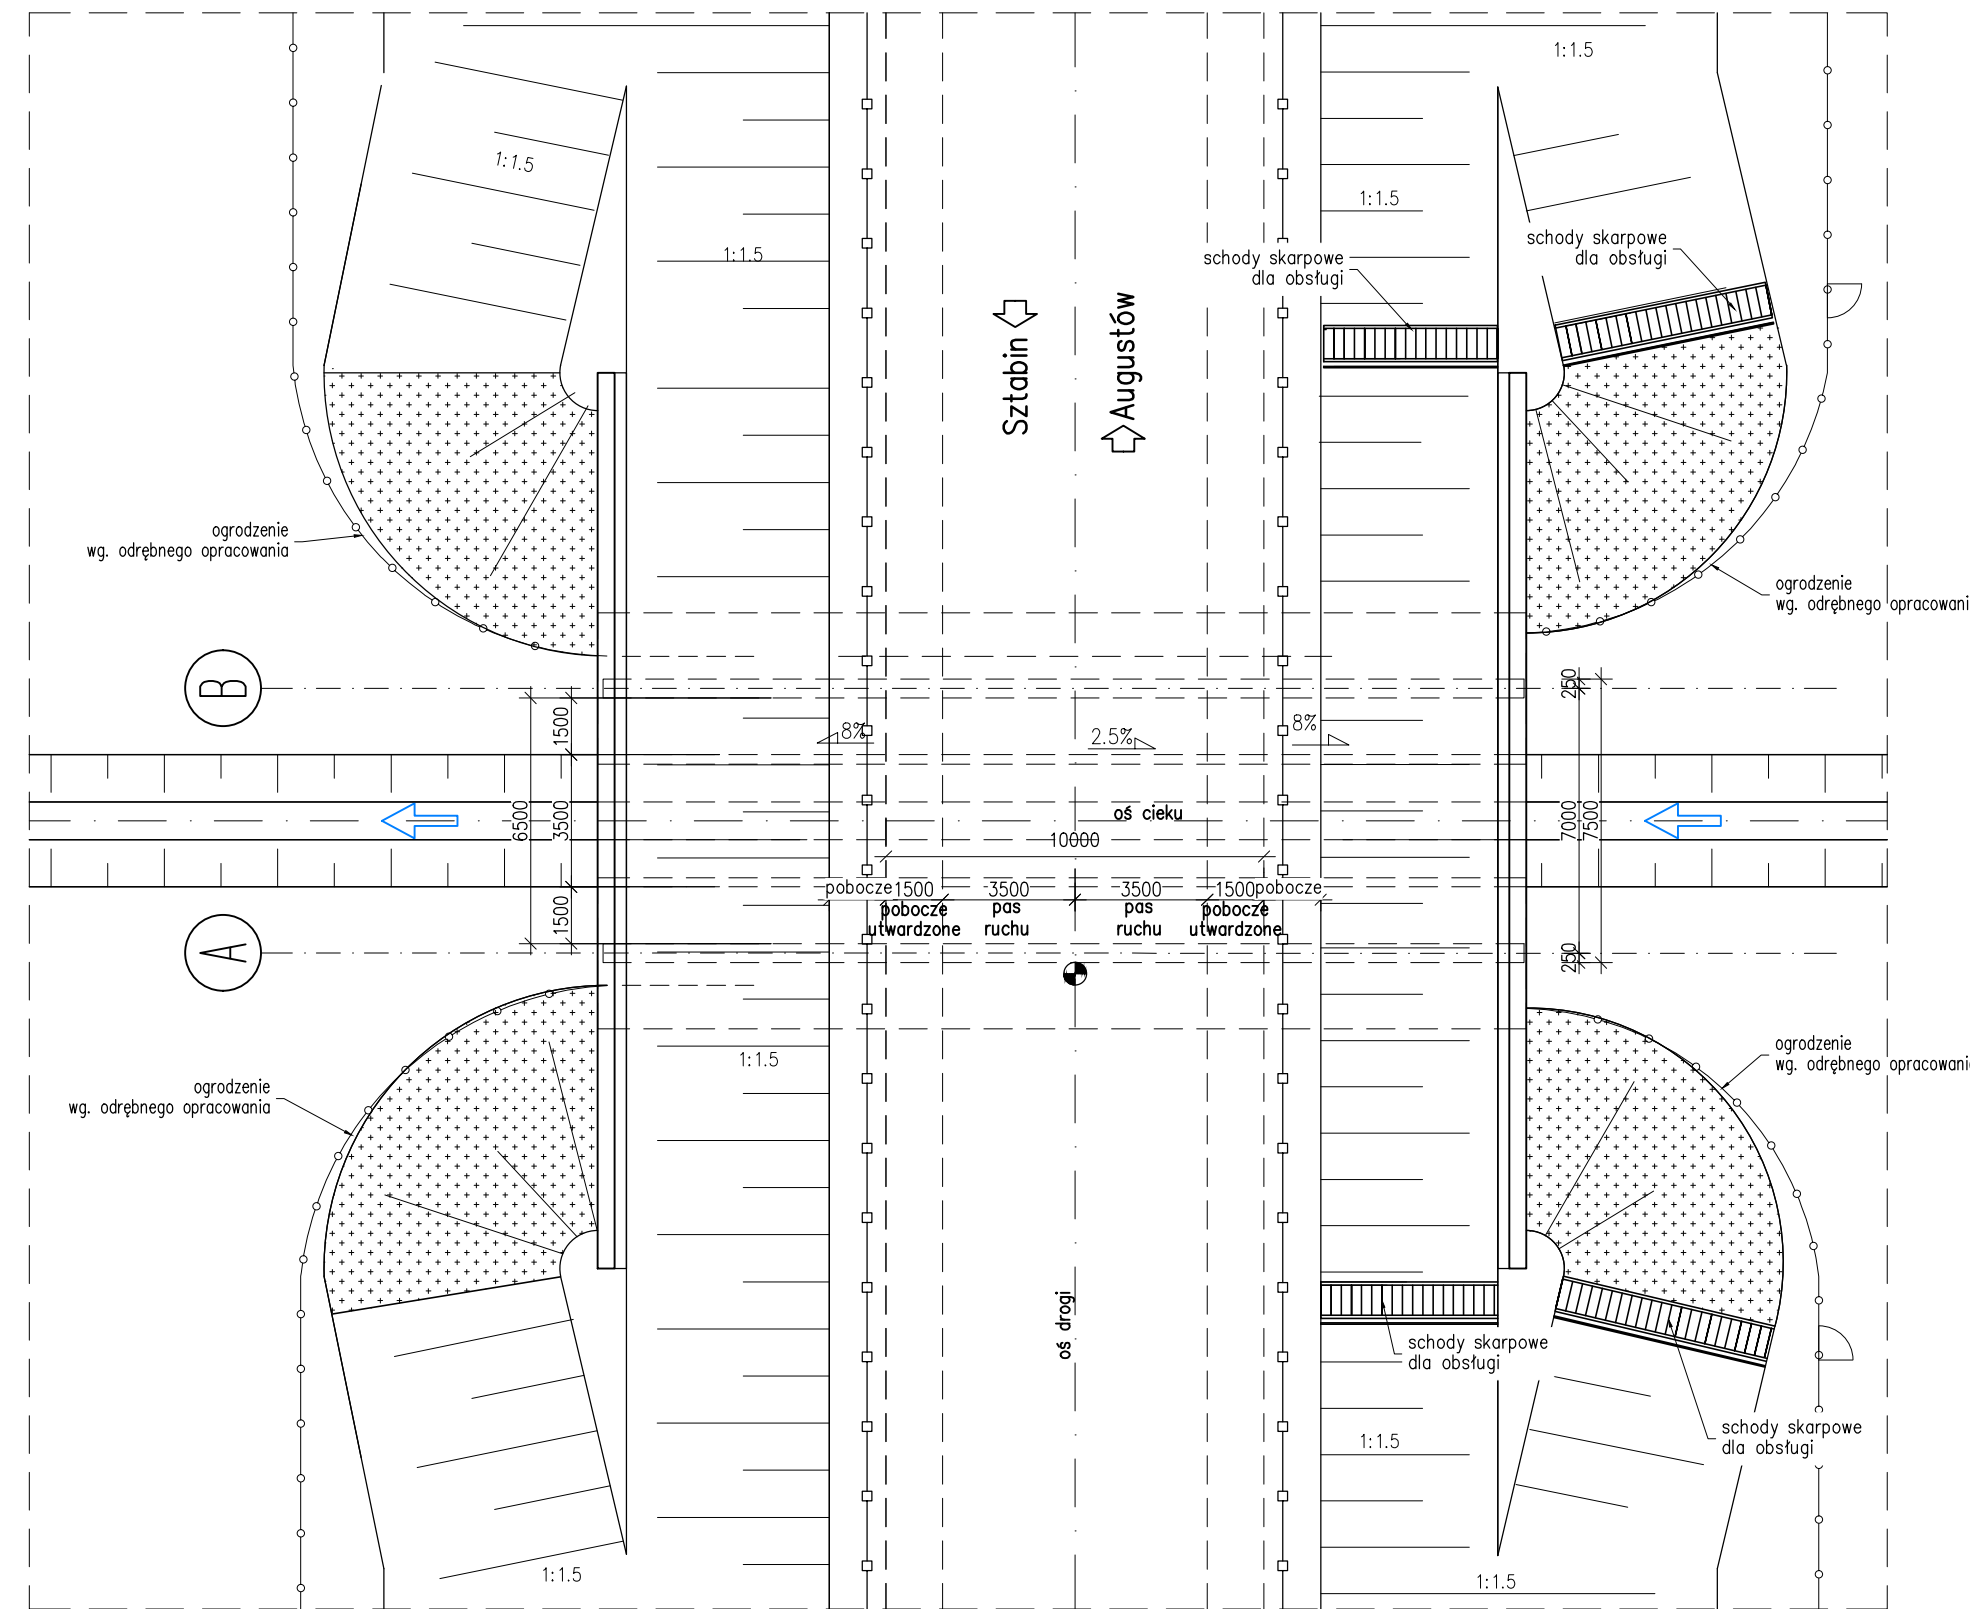 1:1.5
1:1.5
1:1.5
1:1.5
schody skarpowe
dla obsługi
schody skarpowe
dla obsługi
Sztabin
Augustów
ogrodzenie
wg. odrębnego opracowania
ogrodzenie
wg. odrębnego opracowani
B
250
1500
8%
2.5%
8%
6500
3500
oś cieku
7000
7500
10000
pobocze
1500
3500
3500
1500
pobocze
pobocze
utwardzone
pas
ruchu
pas
ruchu
pobocze
utwardzone
1500
A
250
1:1.5
ogrodzenie
wg. odrębnego opracowani
ogrodzenie
wg. odrębnego opracowania
oś drogi
schody skarpowe
dla obsługi
schody skarpowe
dla obsługi
1:1.5
1:1.5
1:1.5